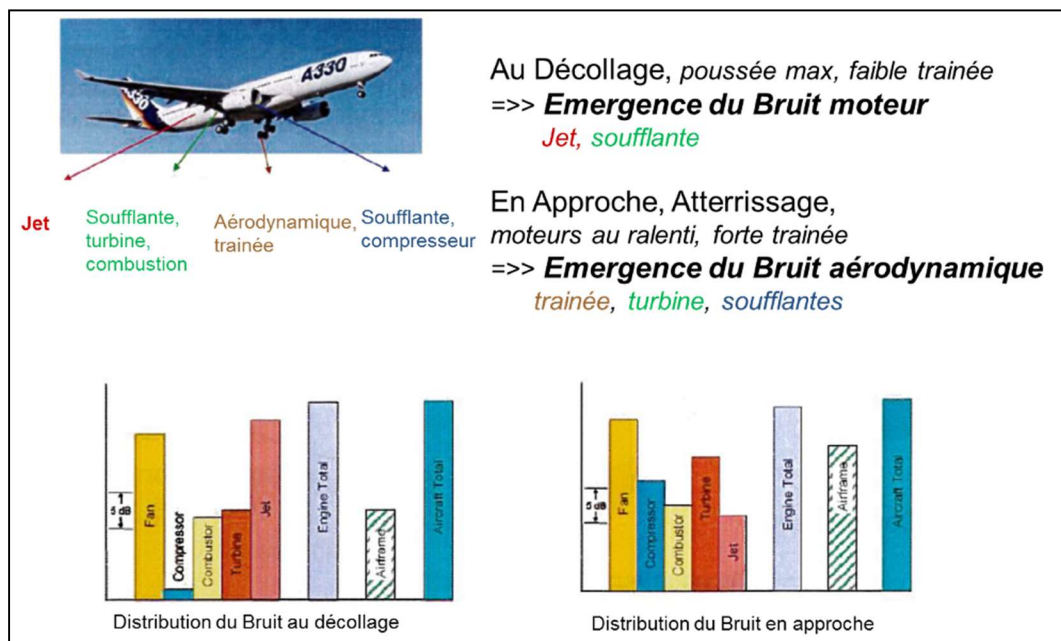 A330
A330
Au Décollage, poussée max, faible trainée
=>> Emergence du Bruit moteur
Jet, soufflante
Jet
Soufflante,
turbine,
combustion
Aérodynamique,
trainée
Soufflante,
compresseur
En Approche, Atterrissage,
moteurs au ralenti, forte trainée
=>> Emergence du Bruit aérodynamique
trainée, turbine, soufflantes
5 dB
Fan
Compressor
Combustor
Turbine
Jet
Engine Total
Airframe
Aircraft Total
Distribution du Bruit au décollage
5 dB
Fan
Compressor
Combustor
Turbine
Jet
Engine Total
Airframe
Aircraft Total
Distribution du Bruit en approche